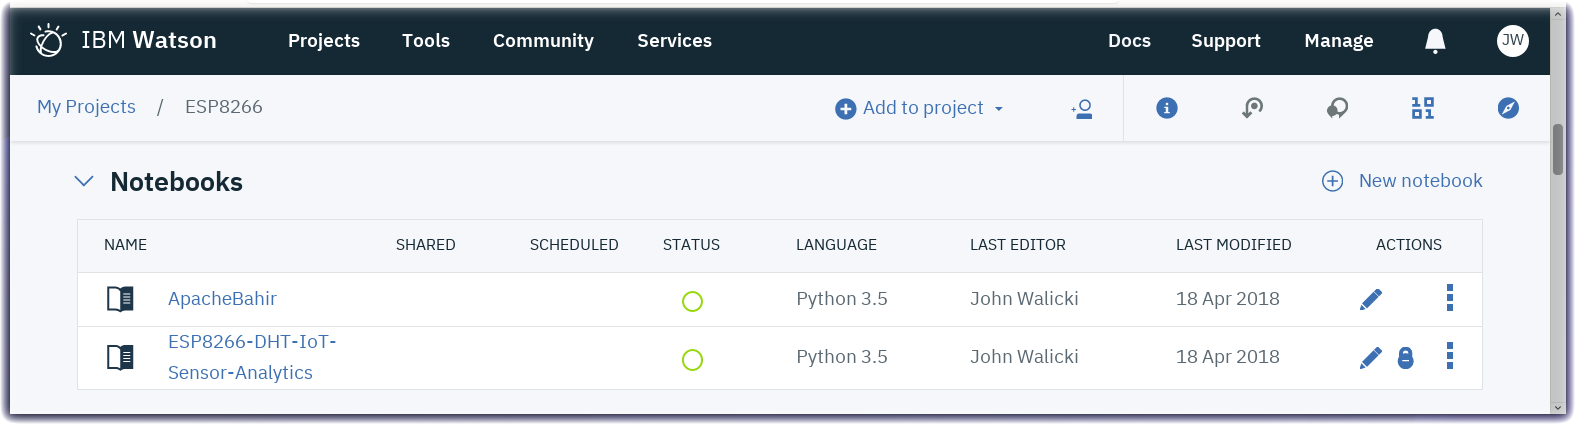 IBM Watson Projects Tools Community Services Docs Support Manage JW
My Projects / ESP8266 Add to project
Notebooks New notebook
NAME SHARED SCHEDULED STATUS LANGUAGE LAST EDITOR LAST MODIFIED ACTIONS
ApacheBahir Python 3.5 John Walicki 18 Apr 2018
ESP8266-DHT-IoT-
Sensor-Analytics Python 3.5 John Walicki 18 Apr 2018